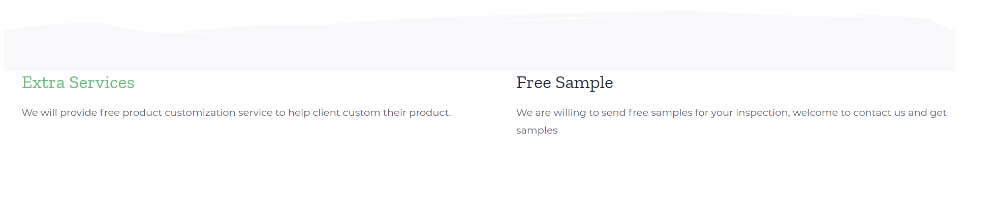 Extra Services
We will provide free product customization service to help client custom their product.
Free Sample
We are willing to send free samples for your inspection, welcome to contact us and get
samples